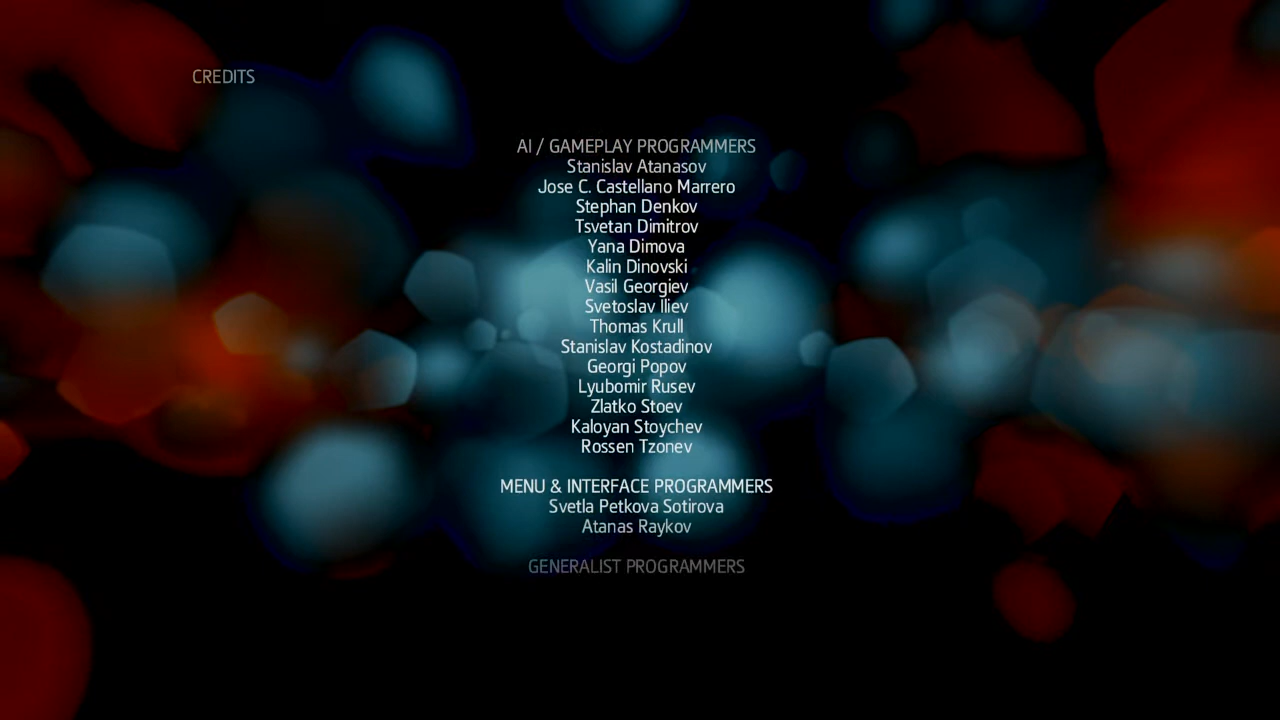 CREDITS
AI / GAMEPLAY PROGRAMMERS
Stanislav Atanasov
Jose C. Castellano Marrero
Stephan Denkov
Tsvetan Dimitrov
Yana Dimova
Kalin Dinovski
Vasil Georgiev
Svetoslav Iliev
Thomas Krull
Stanislav Kostadinov
Georgi Popov
Lyubomir Rusev
Zlatko Stoev
Kaloyan Stoychev
Rossen Tzonev
MENU & INTERFACE PROGRAMMERS
Svetla Petkova Sotirova
Atanas Raykov
GENERALIST PROGRAMMERS